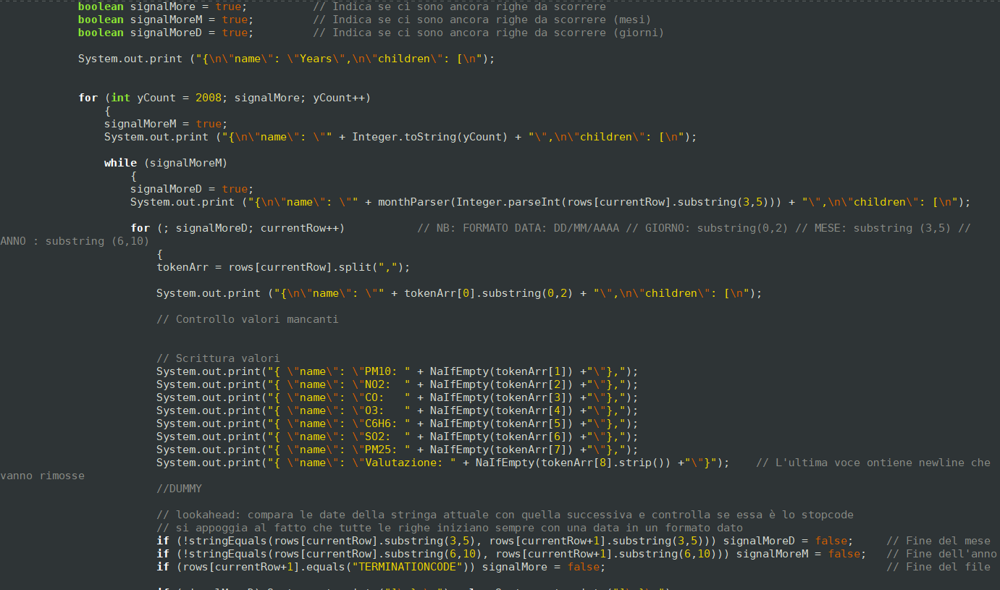 boolean signalMore = true;          // Indica se ci sono ancora righe da scorrere
boolean signalMoreM = true;         // Indica se ci sono ancora righe da scorrere (mesi)
boolean signalMoreD = true;         // Indica se ci sono ancora righe da scorrere (giorni)
System.out.print ("{\n\"name\": \"Years\",\n\"children\": [\n");
for (int yCount = 2008; signalMore; yCount++)
{
signalMoreM = true;
System.out.print ("{\n\"name\": \"" + Integer.toString(yCount) + "\",\n\"children\": [\n");
while (signalMoreM)
{
signalMoreD = true;
System.out.print ("{\n\"name\": \"" + monthParser(Integer.parseInt(rows[currentRow].substring(3,5))) + "\",\n\"children\": [\n");
for (; signalMoreD; currentRow++)           // NB: FORMATO DATA: DD/MM/AAAA // GIORNO: substring(0,2) // MESE: substring (3,5) //
ANNO : substring (6,10)
{
tokenArr = rows[currentRow].split(",");
System.out.print ("{\n\"name\": \"" + tokenArr[0].substring(0,2) + "\",\n\"children\": [\n");
// Controllo valori mancanti
// Scrittura valori
System.out.print("{ \"name\": \"PM10: " + NaIfEmpty(tokenArr[1]) +"\"},");
System.out.print("{ \"name\": \"NO2:  " + NaIfEmpty(tokenArr[2]) +"\"},");
System.out.print("{ \"name\": \"CO:   " + NaIfEmpty(tokenArr[3]) +"\"},");
System.out.print("{ \"name\": \"O3:   " + NaIfEmpty(tokenArr[4]) +"\"},");
System.out.print("{ \"name\": \"C6H6: " + NaIfEmpty(tokenArr[5]) +"\"},");
System.out.print("{ \"name\": \"SO2:  " + NaIfEmpty(tokenArr[6]) +"\"},");
System.out.print("{ \"name\": \"PM25: " + NaIfEmpty(tokenArr[7]) +"\"},");
System.out.print("{ \"name\": \"Valutazione: " + NaIfEmpty(tokenArr[8].strip()) +"\"}");    // L'ultima voce ontiene newline che
vanno rimosse
//DUMMY
// lookahead: compara le date della stringa attuale con quella successiva e controlla se essa è lo stopcode
// si appoggia al fatto che tutte le righe iniziano sempre con una data in un formato dato
if (!stringEquals(rows[currentRow].substring(3,5), rows[currentRow+1].substring(3,5))) signalMoreD = false;     // Fine del mese
if (!stringEquals(rows[currentRow].substring(6,10), rows[currentRow+1].substring(6,10))) signalMoreM = false;   // Fine dell'anno
if (rows[currentRow+1].equals("TERMINATIONCODE")) signalMore = false;                                           // Fine del file